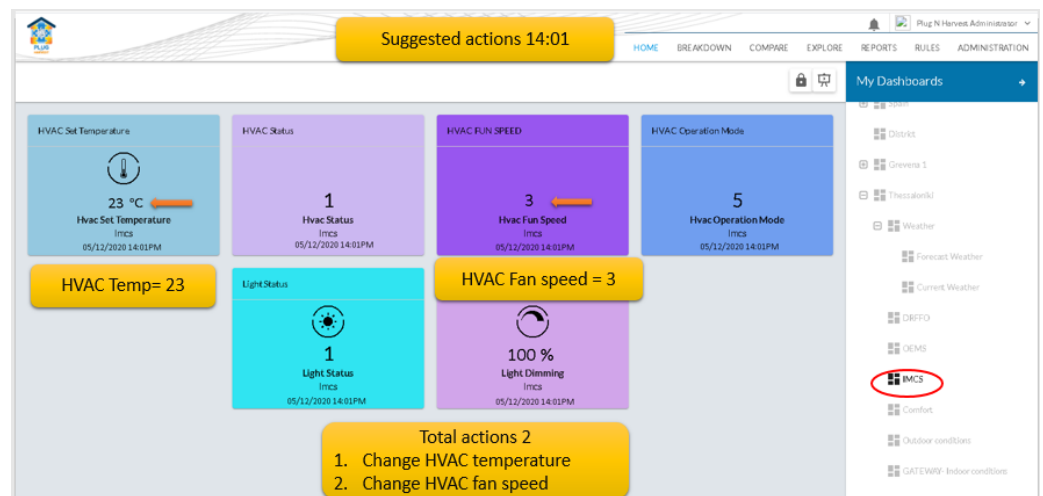 PLUG
Suggested actions 14:01
Plug N Harvest Administrator
HOME BREAKDOWN COMPARE EXPLORE REPORTS RULES ADMINISTRATION
My Dashboards
Spain
District
Grevena 1
Thessaloniki
Weather
Forecast Weather
Current Weather
DRFFO
OEMS
IMCS
Comfort
Outdoor conditions
GATEWAY- Indoor conditions
HVAC Set Temperature
23 °C
Hvac Set Temperature
Imcs
05/12/2020 14:01PM
HVAC Status
1
Hvac Status
Imcs
05/12/2020 14:01PM
HVAC FUN SPEED
3
Hvac Fun Speed
Imcs
05/12/2020 14:01PM
HVAC Operation Mode
5
Hvac Operation Mode
Imcs
05/12/2020 14:01PM
HVAC Temp= 23
HVAC Fan speed = 3
Light Status
1
Light Status
Imcs
05/12/2020 14:01PM
100 %
Light Dimming
Imcs
05/12/2020 14:01PM
Total actions 2
1. Change HVAC temperature
2. Change HVAC fan speed